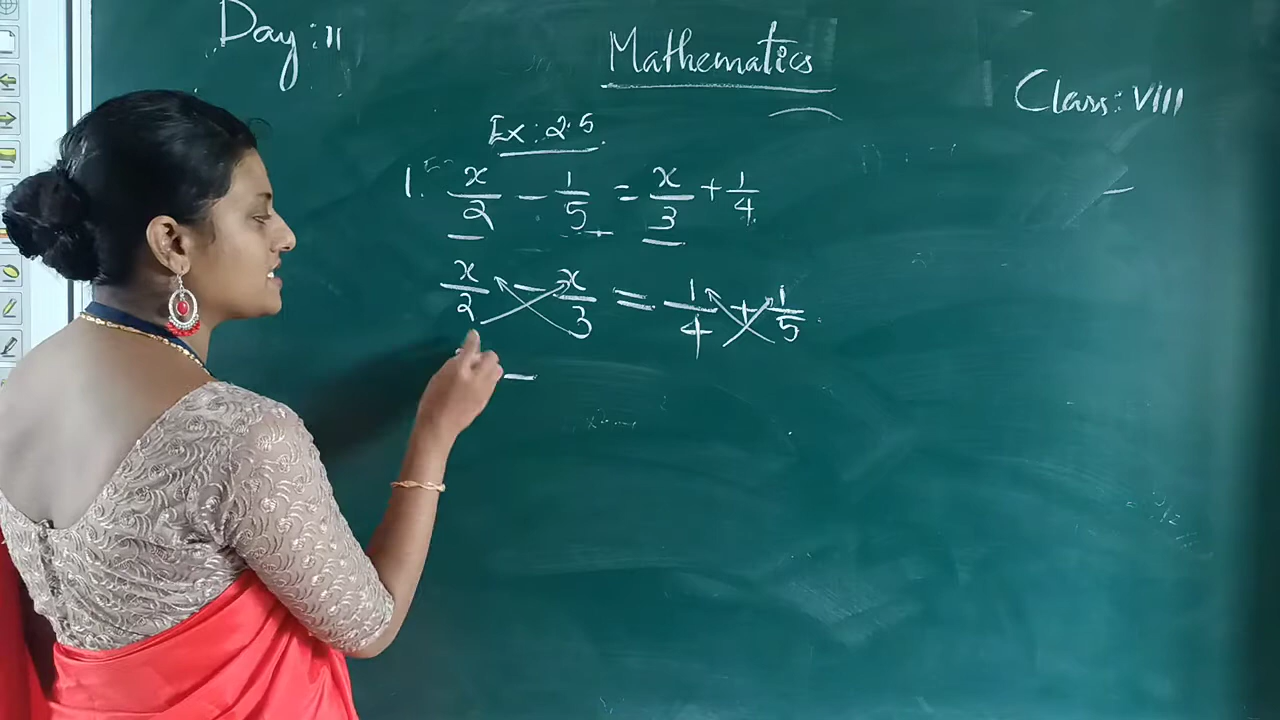 Day: 11
Mathematics
Class: VIII
Ex: 2.5
1. x/2 - 1/5 = x/3 + 1/4
x/2 - x/3 = 1/4 + 1/5
-